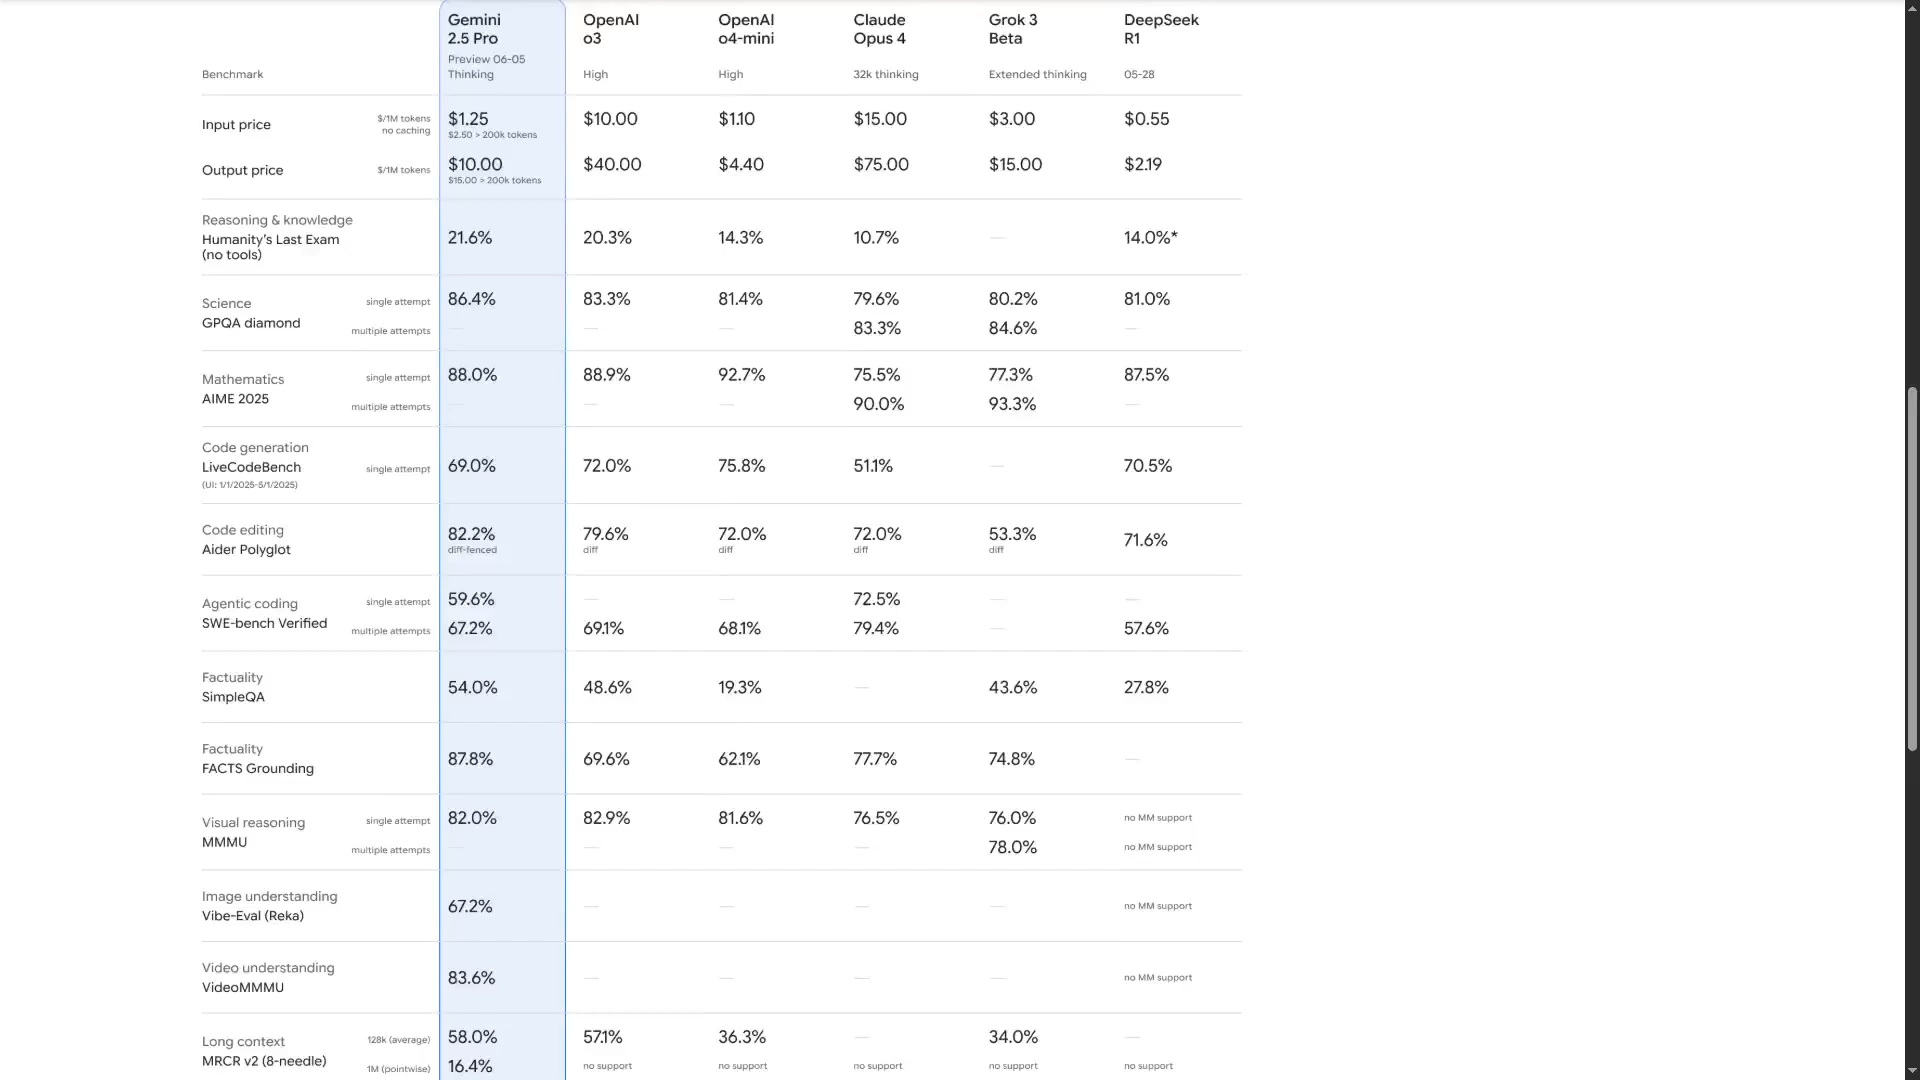 Benchmark
Gemini 2.5 Pro Preview 06-05 Thinking
OpenAI o3 High
OpenAI o4-mini High
Claude Opus 4 32k thinking
Grok 3 Beta Extended thinking
DeepSeek R1 05-28
Input price $/1M tokens no caching $1.25 $2.50 > 200k tokens $10.00 $1.10 $15.00 $3.00 $0.55
Output price $/1M tokens $10.00 $15.00 > 200k tokens $40.00 $4.40 $75.00 $15.00 $2.19
Reasoning & knowledge
Humanity's Last Exam
(no tools)
21.6% 20.3% 14.3% 10.7% — 14.0%*
Science
GPQA diamond
single attempt 86.4% 83.3% 81.4% 79.6% 80.2% 81.0%
multiple attempts — — — 83.3% 84.6% —
Mathematics
AIME 2025
single attempt 88.0% 88.9% 92.7% 75.5% 77.3% 87.5%
multiple attempts — — — 90.0% 93.3% —
Code generation
LiveCodeBench
(UI: 1/1/2025-5/1/2025)
single attempt 69.0% 72.0% 75.8% 51.1% — 70.5%
Code editing
Aider Polyglot
82.2% 79.6% 72.0% 72.0% 53.3% 71.6%
diff-fenced diff diff diff diff
Agentic coding
SWE-bench Verified
single attempt 59.6% — — 72.5% — —
multiple attempts 67.2% 69.1% 68.1% 79.4% — 57.6%
Factuality
SimpleQA
54.0% 48.6% 19.3% — 43.6% 27.8%
Factuality
FACTS Grounding
87.8% 69.6% 62.1% 77.7% 74.8% —
Visual reasoning
MMMU
single attempt 82.0% 82.9% 81.6% 76.5% 76.0% no MM support
multiple attempts — — — — 78.0% no MM support
Image understanding
Vibe-Eval (Reka)
67.2% — — — — no MM support
Video understanding
VideoMMMU
83.6% — — — — no MM support
Long context
MRCR v2 (8-needle)
128k (average) 58.0% 57.1% 36.3% — 34.0% —
1M (pointwise) 16.4% no support no support no support no support no support